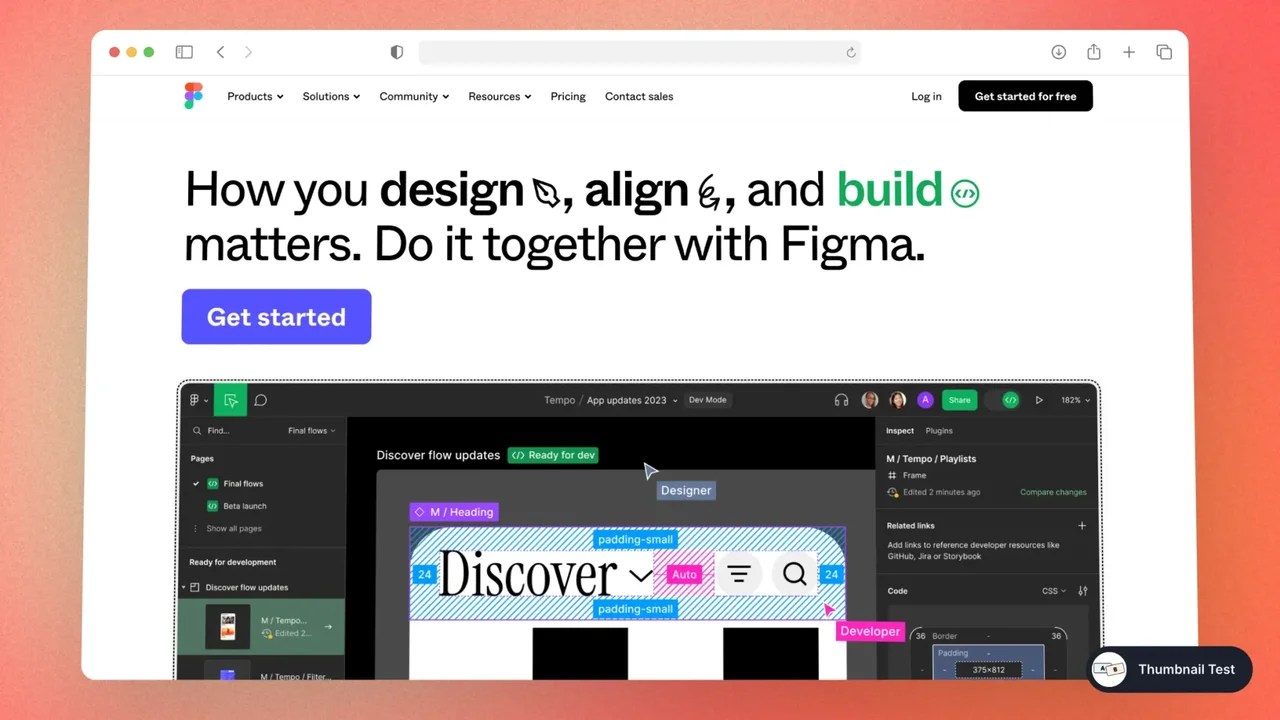 Products Solutions Community Resources Pricing Contact sales Log in Get started for free
How you design, align, and build
matters. Do it together with Figma.
Get started
Tempo / App updates 2023 Dev Mode A Share </> 182%
Find... Final flows
Pages
Final flows
Beta launch
Show all pages
Ready for development
Discover flow updates
M / Tempo...
Edited 2...
M / Tempo / Filter...
Discover flow updates </> Ready for dev
Designer
M / Heading
padding-small
24 Discover Auto 24
padding-small
Developer
Inspect Plugins
M / Tempo / Playlists
Frame
Edited 2 minutes ago Compare changes
Related links +
Add links to reference developer resources like
GitHub, Jira or Storybook
Code CSS
36 Border - 36
Padding -
- - 375×812 - -
A B Thumbnail Test